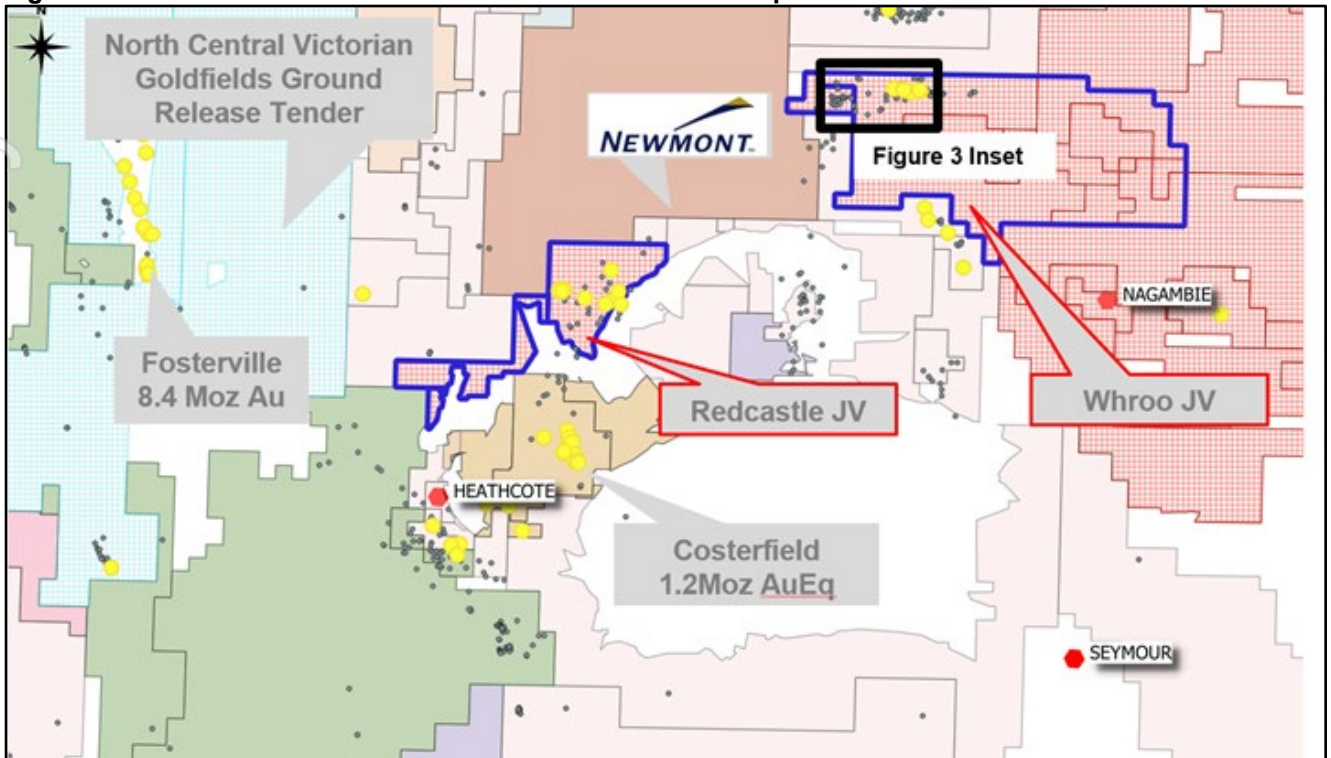 N
North Central Victorian
Goldfields Ground
Release Tender
NEWMONT
Figure 3 Inset
NAGAMBIE
Fosterville
8.4 Moz Au
Redcastle JV
Whroo JV
HEATHCOTE
Costerfield
1.2Moz AuEq
SEYMOUR